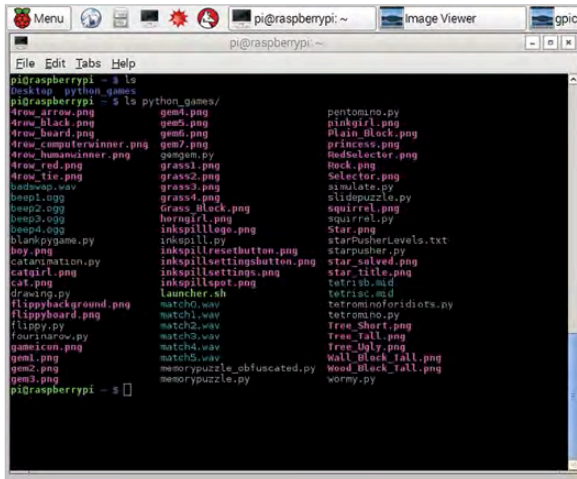 Menu pi@raspberrypi: ~ Image Viewer gpic
pi@raspberrypi: ~
File Edit Tabs Help
pi@raspberrypi ~ $ ls
Desktop python_games
pi@raspberrypi ~ $ ls python_games/
4row_arrow.png gem4.png pentomino.py
4row_black.png gem5.png pinkgirl.png
4row_board.png gem6.png Plain_Block.png
4row_computerwinner.png gem7.png princess.png
4row_humanwinner.png gemgem.py RedSelector.png
4row_red.png grass1.png Rock.png
4row_tie.png grass2.png Selector.png
badswap.wav grass3.png simulate.py
beep1.ogg grass4.png slidepuzzle.py
beep2.ogg Grass_Block.png squirrel.png
beep3.ogg horngirl.png squirrel.py
beep4.ogg inkspilllogo.png Star.png
blankpygame.py inkspill.py starPusherLevels.txt
boy.png inkspillresetbutton.png starpusher.py
catanimation.py inkspillsettingsbutton.png star_solved.png
catgirl.png inkspillsettings.png star_title.png
cat.png inkspillspot.png tetrisb.mid
drawing.py launcher.sh tetrisc.mid
flippybackground.png match0.wav tetrominoforidiots.py
flippyboard.png match1.wav tetromino.py
flippy.py match2.wav Tree_Short.png
fourinarow.py match3.wav Tree_Tall.png
gameicon.png match4.wav Tree_Ugly.png
gem1.png match5.wav Wall_Block_Tall.png
gem2.png memorypuzzle_obfuscated.py Wood_Block_Tall.png
gem3.png memorypuzzle.py wormy.py
pi@raspberrypi ~ $